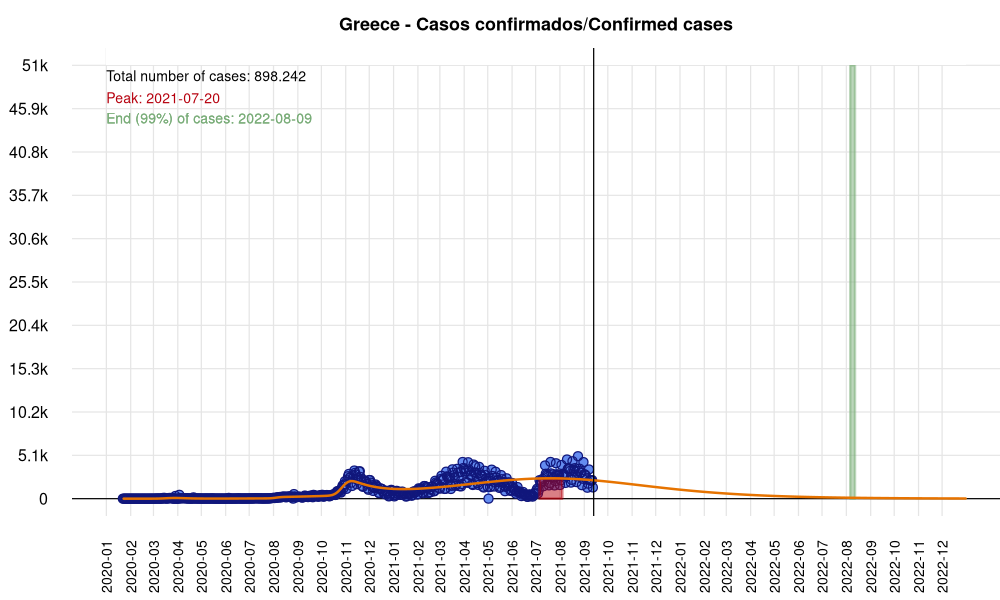 Greece - Casos confirmados/Confirmed cases
51k
Total number of cases: 898.242
Peak: 2021-07-20
End (99%) of cases: 2022-08-09
45.9k
40.8k
35.7k
30.6k
25.5k
20.4k
15.3k
10.2k
5.1k
0
2020-01
2020-02
2020-03
2020-04
2020-05
2020-06
2020-07
2020-08
2020-09
2020-10
2020-11
2020-12
2021-01
2021-02
2021-03
2021-04
2021-05
2021-06
2021-07
2021-08
2021-09
2021-10
2021-11
2021-12
2022-01
2022-02
2022-03
2022-04
2022-05
2022-06
2022-07
2022-08
2022-09
2022-10
2022-11
2022-12